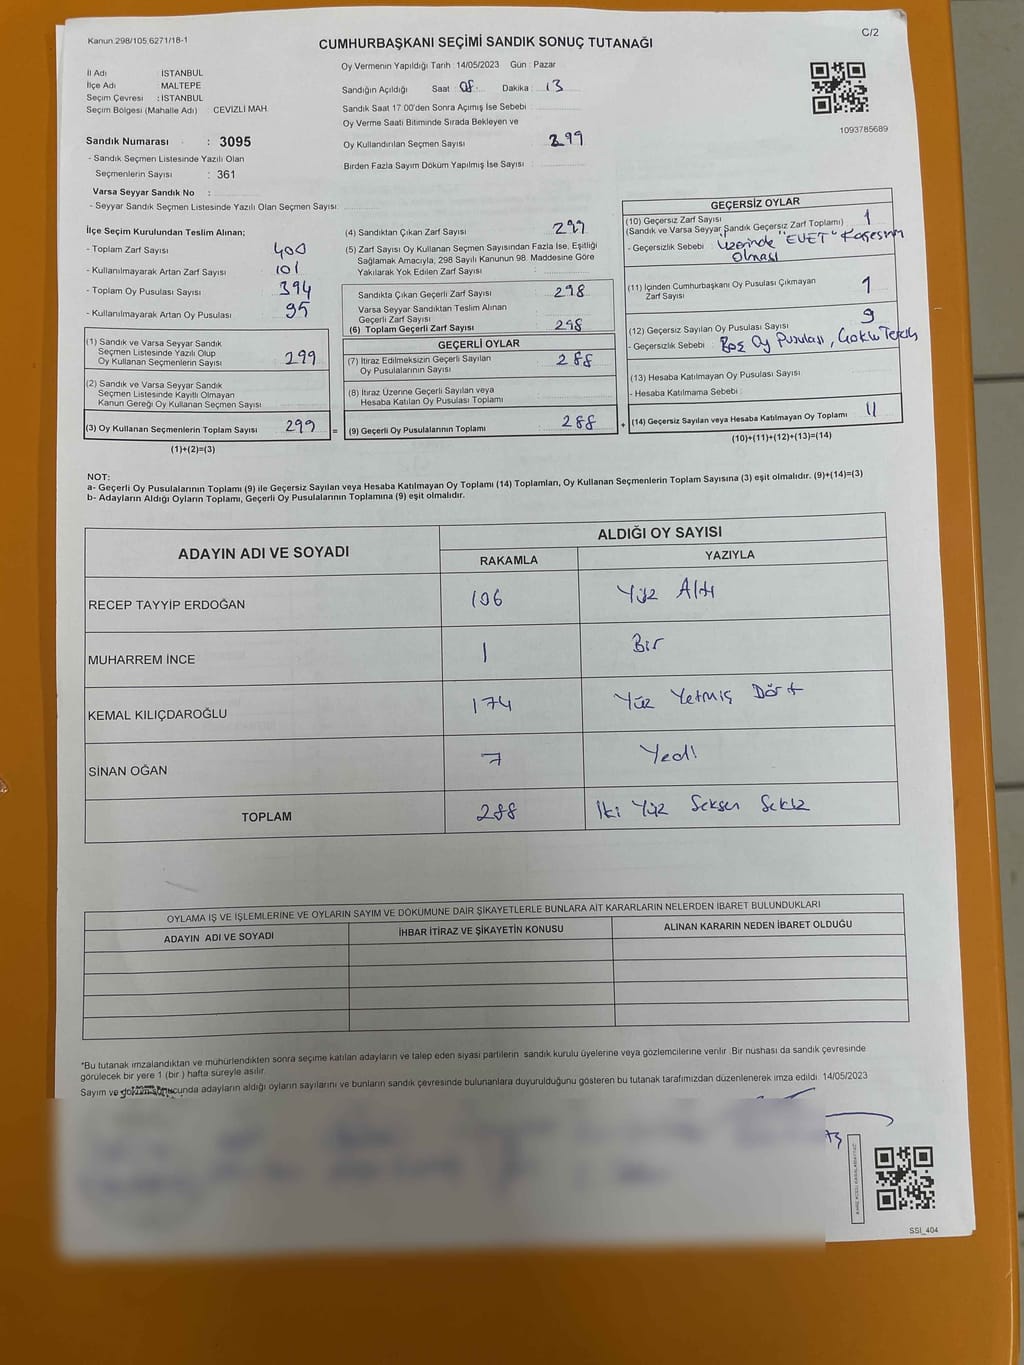 Kanun 298/105 6271/18-1
C/2
CUMHURBAŞKANI SEÇİMİ SANDIK SONUÇ TUTANAĞI
İl Adı : İSTANBUL
İlçe Adı : MALTEPE
Seçim Çevresi : İSTANBUL
Seçim Bölgesi (Mahalle Adı) : CEVİZLİ MAH.
Sandık Numarası : 3095
- Sandık Seçmen Listesinde Yazılı Olan
Seçmenlerin Sayısı : 361
Varsa Seyyar Sandık No :
- Seyyar Sandık Seçmen Listesinde Yazılı Olan Seçmen Sayısı
Oy Vermenin Yapıldığı Tarih : 14/05/2023 Gün : Pazar
Sandığın Açıldığı Saat Dakika : 13
Sandık Saat 17 00'den Sonra Açımış İse Sebebi
Oy Verme Saati Bitiminde Sırada Bekleyen ve
Oy Kullandırılan Seçmen Sayısı 299
Birden Fazla Sayım Döküm Yapılmış İse Sayısı
1093785689
İlçe Seçim Kurulundan Teslim Alınan;
- Toplam Zarf Sayısı 400
- Kullanılmayarak Artan Zarf Sayısı 101
- Toplam Oy Pusulası Sayısı 394
- Kullanılmayarak Artan Oy Pusulası 95
(1) Sandık ve Varsa Seyyar Sandık
Seçmen Listesinde Yazılı Olup
Oy Kullanan Seçmenlerin Sayısı 299
(2) Sandık ve Varsa Seyyar Sandık
Seçmen Listesinde Kayıtlı Olmayan
Kanun Gereği Oy Kullanan Seçmen Sayısı
(3) Oy Kullanan Seçmenlerin Toplam Sayısı 299
(1)+(2)=(3)
=
(4) Sandıktan Çıkan Zarf Sayısı 299
(5) Zarf Sayısı Oy Kullanan Seçmen Sayısından Fazla İse, Eşitliği
Sağlamak Amacıyla, 298 Sayılı Kanunun 98. Maddesine Göre
Yakılarak Yok Edilen Zarf Sayısı :
Sandıkta Çıkan Geçerli Zarf Sayısı 298
Varsa Seyyar Sandıktan Teslim Alınan
Geçerli Zarf Sayısı
(6) Toplam Geçerli Zarf Sayısı 298
GEÇERLİ OYLAR
(7) İtiraz Edilmeksizin Geçerli Sayılan
Oy Pusulalarının Sayısı 288
(8) İtiraz Üzerine Geçerli Sayılan veya
Hesaba Katılan Oy Pusulası Toplamı
(9) Geçerli Oy Pusulalarının Toplamı 288
+
GEÇERSİZ OYLAR
(10) Geçersiz Zarf Sayısı
(Sandık ve Varsa Seyyar Sandık Geçersiz Zarf Toplamı) 1
- Geçersizlik Sebebi : Üzerinde "EVET" Kaşesinin
Olması
(11) İçinden Cumhurbaşkanı Oy Pusulası Çıkmayan
Zarf Sayısı 1
(12) Geçersiz Sayılan Oy Pusulası Sayısı 9
- Geçersizlik Sebebi : Boş Oy Pusulası, Çoklu Tercih
(13) Hesaba Katılmayan Oy Pusulası Sayısı
- Hesaba Katılmama Sebebi
(14) Geçersiz Sayılan veya Hesaba Katılmayan Oy Toplamı 11
(10)+(11)+(12)+(13)=(14)
NOT:
a- Geçerli Oy Pusulalarının Toplamı (9) ile Geçersiz Sayılan veya Hesaba Katılmayan Oy Toplamı (14) Toplamları, Oy Kullanan Seçmenlerin Toplam Sayısına (3) eşit olmalıdır. (9)+(14)=(3)
b- Adayların Aldığı Oyların Toplamı, Geçerli Oy Pusulalarının Toplamına (9) eşit olmalıdır.
ADAYIN ADI VE SOYADI
ALDIĞI OY SAYISI
RAKAMLA YAZIYLA
RECEP TAYYİP ERDOĞAN 106 Yüz Altı
MUHARREM İNCE 1 Bir
KEMAL KILIÇDAROĞLU 174 Yüz Yetmiş Dört
SİNAN OĞAN 7 Yedi
TOPLAM 288 İki Yüz Seksen Sekiz
OYLAMA İŞ VE İŞLEMLERİNE VE OYLARIN SAYIM VE DÖKÜMÜNE DAİR ŞİKAYETLERLE BUNLARA AİT KARARLARIN NELERDEN İBARET BULUNDUKLARI
ADAYIN ADI VE SOYADI İHBAR İTİRAZ VE ŞİKAYETİN KONUSU ALINAN KARARIN NEDEN İBARET OLDUĞU
*Bu tutanak imzalandıktan ve mühürlendikten sonra seçime katılan adayların ve talep eden siyasi partilerin sandık kurulu üyelerine veya gözlemcilerine verilir. Bir nushası da sandık çevresinde
görülecek bir yere 1 (bir ) hafta süreyle asılır.
Sayım ve adayların aldığı oyların sayılarını ve bunların sandık çevresinde bulunanlara duyurulduğunu gösteren bu tutanak tarafımızdan düzenlenerek imza edildi. 14/05/2023
SSI_404